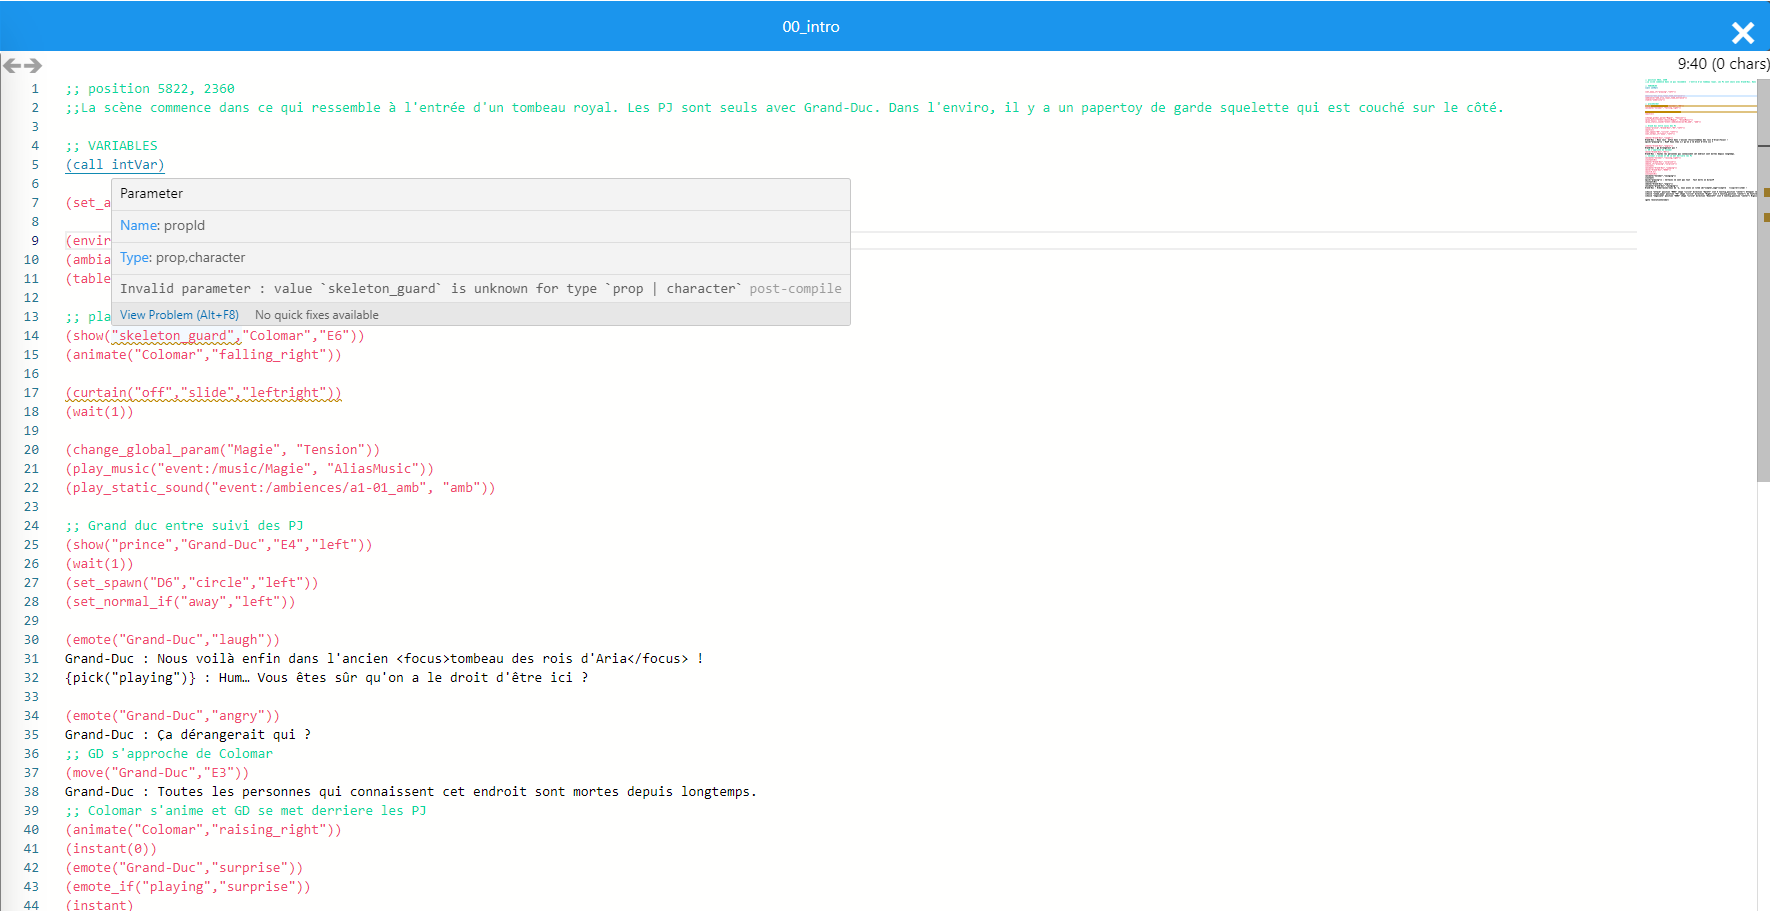 00_intro
9:40 (0 chars)
1 ;; position 5822, 2360
2 ;;La scène commence dans ce qui ressemble à l'entrée d'un tombeau royal. Les PJ sont seuls avec Grand-Duc. Dans l'enviro, il y a un papertoy de garde squelette qui est couché sur le côté.
3
4 ;; VARIABLES
5 (call intVar)
6
Parameter
7 (set_a
8
Name: propId
9 (envir
10 (ambia
Type: prop,character
11 (table
12
Invalid parameter : value `skeleton_guard` is unknown for type `prop | character` post-compile
13 ;; pla
View Problem (Alt+F8) No quick fixes available
14 (show("skeleton_guard","Colomar","E6"))
15 (animate("Colomar","falling_right"))
16
17 (curtain("off","slide","leftright"))
18 (wait(1))
19
20 (change_global_param("Magie", "Tension"))
21 (play_music("event:/music/Magie", "AliasMusic"))
22 (play_static_sound("event:/ambiences/a1-01_amb", "amb"))
23
24 ;; Grand duc entre suivi des PJ
25 (show("prince","Grand-Duc","E4","left"))
26 (wait(1))
27 (set_spawn("D6","circle","left"))
28 (set_normal_if("away","left"))
29
30 (emote("Grand-Duc","laugh"))
31 Grand-Duc : Nous voilà enfin dans l'ancien <focus>tombeau des rois d'Aria</focus> !
32 {pick("playing")} : Hum… Vous êtes sûr qu'on a le droit d'être ici ?
33
34 (emote("Grand-Duc","angry"))
35 Grand-Duc : Ça dérangerait qui ?
36 ;; GD s'approche de Colomar
37 (move("Grand-Duc","E3"))
38 Grand-Duc : Toutes les personnes qui connaissent cet endroit sont mortes depuis longtemps.
39 ;; Colomar s'anime et GD se met derriere les PJ
40 (animate("Colomar","raising_right"))
41 (instant(0))
42 (emote("Grand-Duc","surprise"))
43 (emote_if("playing","surprise"))
44 (instant)